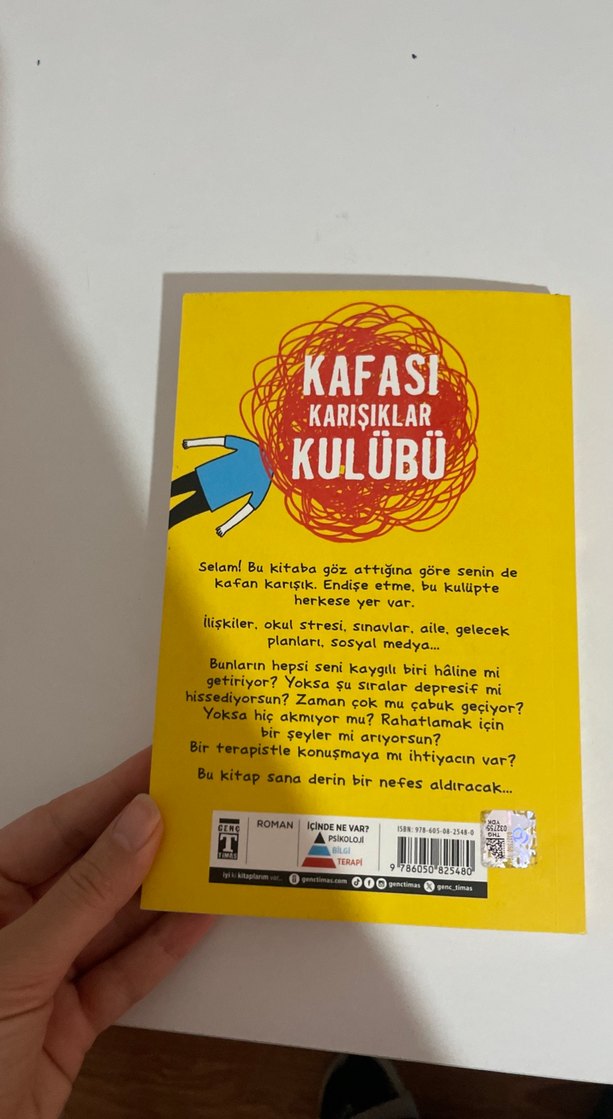 KAFASI
KARIŞIKLAR
KULÜBÜ
Selam! Bu kitaba göz attığına göre senin de
kafan karışık. Endişe etme, bu kulüpte
herkese yer var.
İlişkiler, okul stresi, sınavlar, aile, gelecek
planları, sosyal medya...
Bunların hepsi seni kaygılı biri hâline mi
getiriyor? Yoksa şu sıralar depresif mi
hissediyorsun? Zaman çok mu çabuk geçiyor?
Yoksa hiç akmıyor mu? Rahatlamak için
bir şeyler mi arıyorsun?
Bir terapistle konuşmaya mı ihtiyacın var?
Bu kitap sana derin bir nefes aldıracak...
GENÇ
T
TİMAŞ
ROMAN
İÇİNDE NE VAR?
PSİKOLOJİ
BİLGİ
TERAPİ
ISBN: 978-605-08-2548-0
9 786050 825480
iyi ki kitaplarım var...
genctimas.com
genctimas
genc_timas